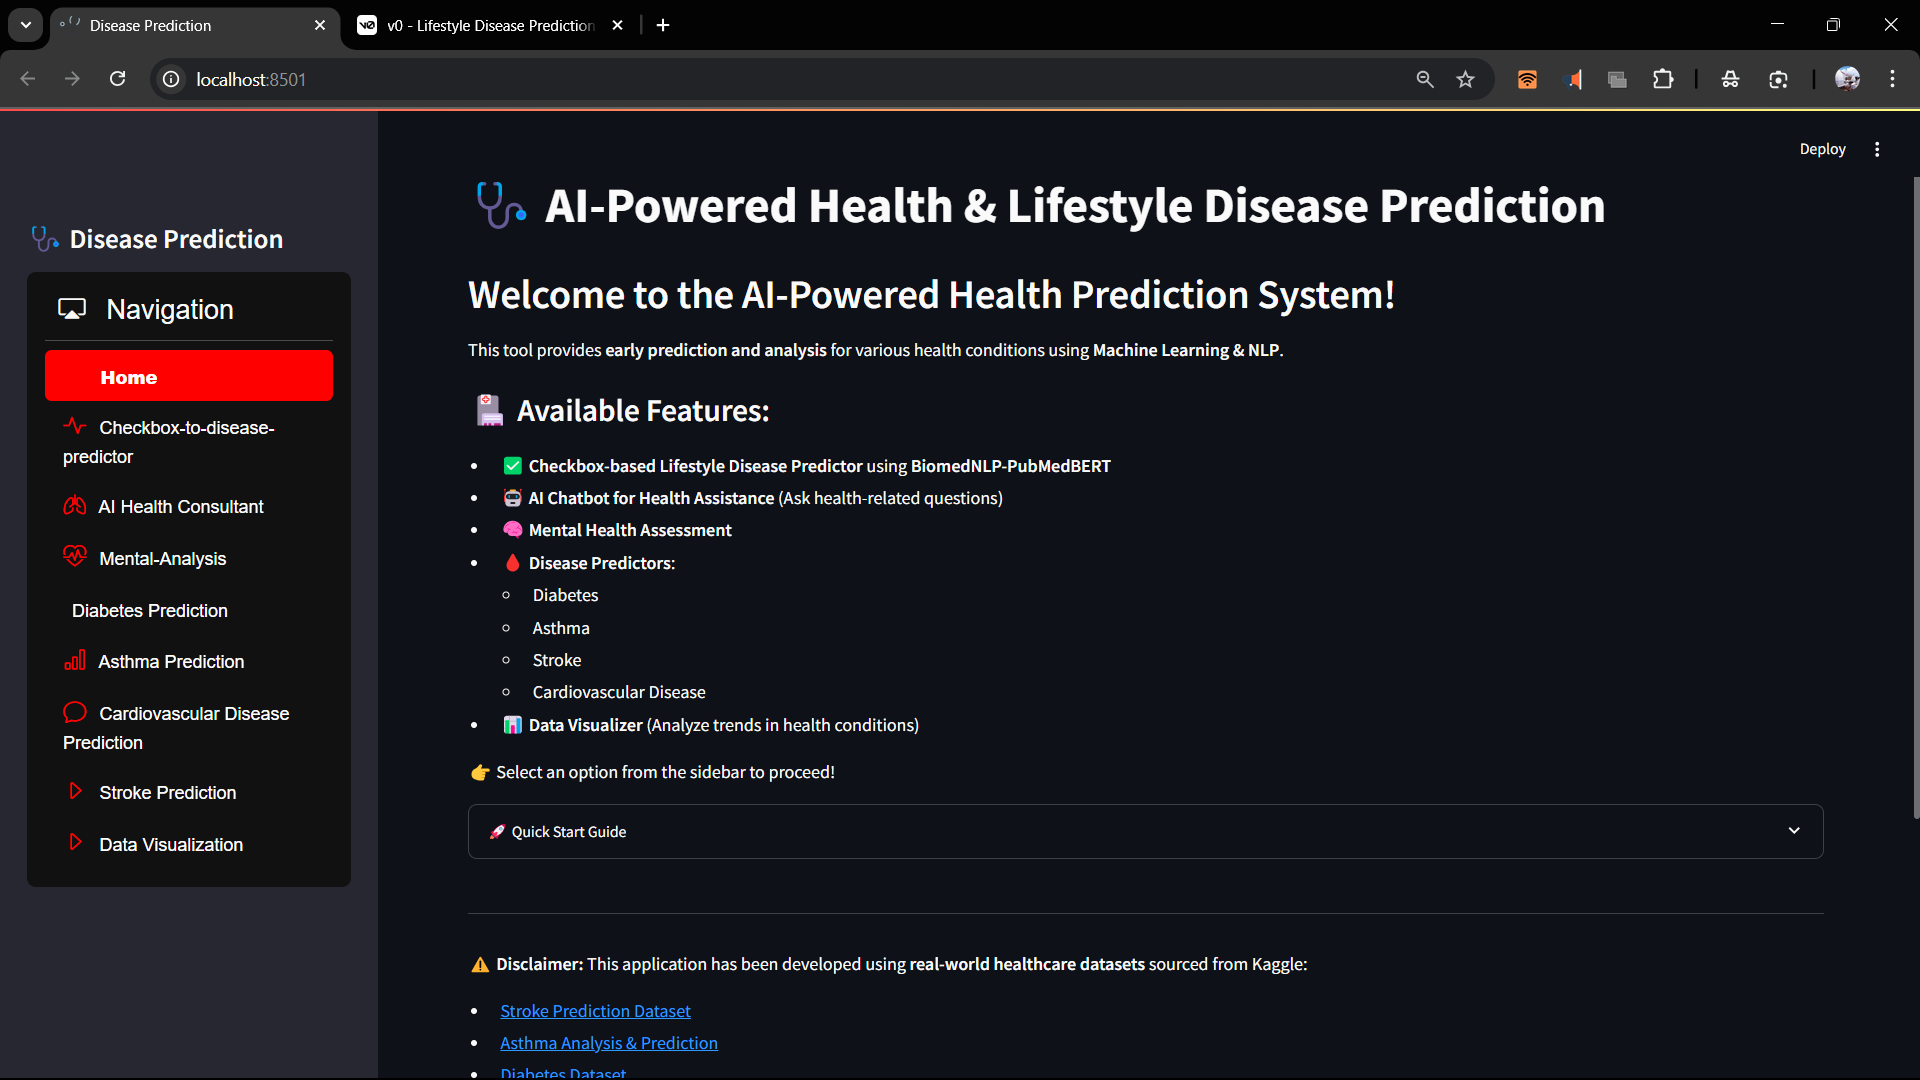 Disease Prediction
v0 - Lifestyle Disease Prediction
localhost:8501
Deploy
Disease Prediction
Navigation
Home
Checkbox-to-disease-
predictor
AI Health Consultant
Mental-Analysis
Diabetes Prediction
Asthma Prediction
Cardiovascular Disease
Prediction
Stroke Prediction
Data Visualization
AI-Powered Health & Lifestyle Disease Prediction
Welcome to the AI-Powered Health Prediction System!
This tool provides early prediction and analysis for various health conditions using Machine Learning & NLP.
Available Features:
Checkbox-based Lifestyle Disease Predictor using BiomedNLP-PubMedBERT
AI Chatbot for Health Assistance (Ask health-related questions)
Mental Health Assessment
Disease Predictors:
Diabetes
Asthma
Stroke
Cardiovascular Disease
Data Visualizer (Analyze trends in health conditions)
Select an option from the sidebar to proceed!
Quick Start Guide
Disclaimer: This application has been developed using real-world healthcare datasets sourced from Kaggle:
Stroke Prediction Dataset
Asthma Analysis & Prediction
Diabetes Dataset